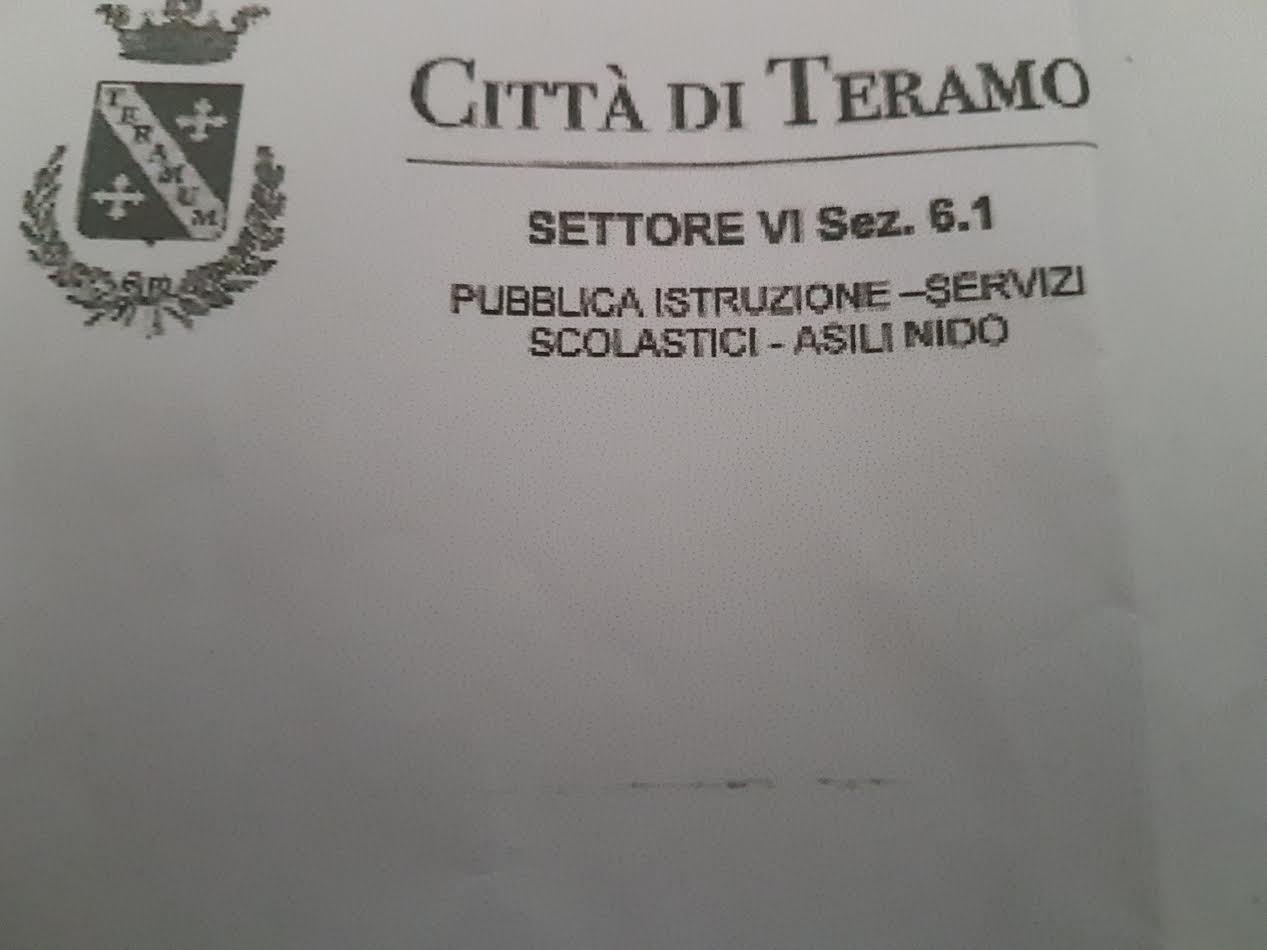 CITTÀ DI TERAMO
TERAMUM
SETTORE VI Sez. 6.1
PUBBLICA ISTRUZIONE –SERVIZI
SCOLASTICI - ASILI NIDO